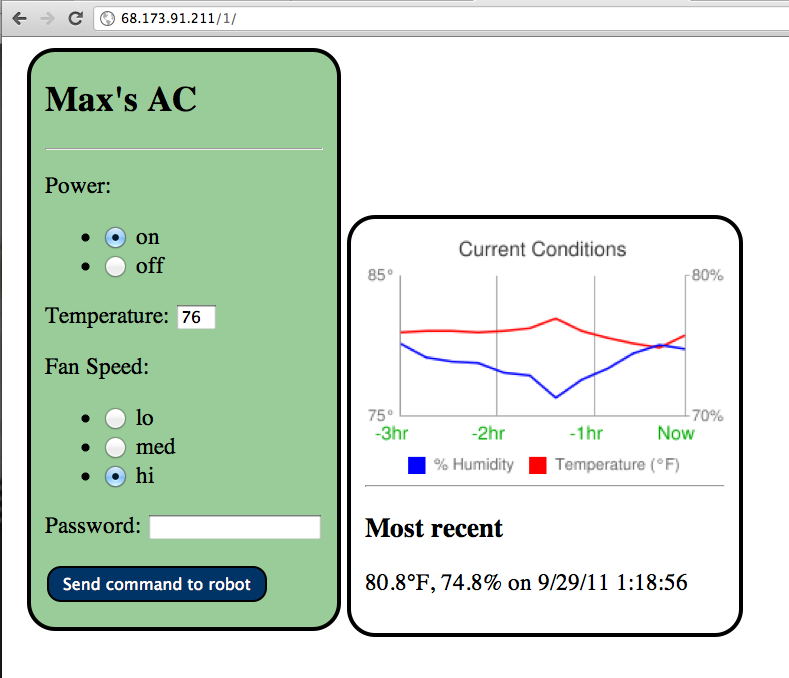 68.173.91.211/1/
Max's AC
Power:
on
off
Temperature: 76
Fan Speed:
lo
med
hi
Password:
Send command to robot
Current Conditions
85° 80%
75° 70%
-3hr -2hr -1hr Now
% Humidity Temperature (°F)
Most recent
80.8°F, 74.8% on 9/29/11 1:18:56